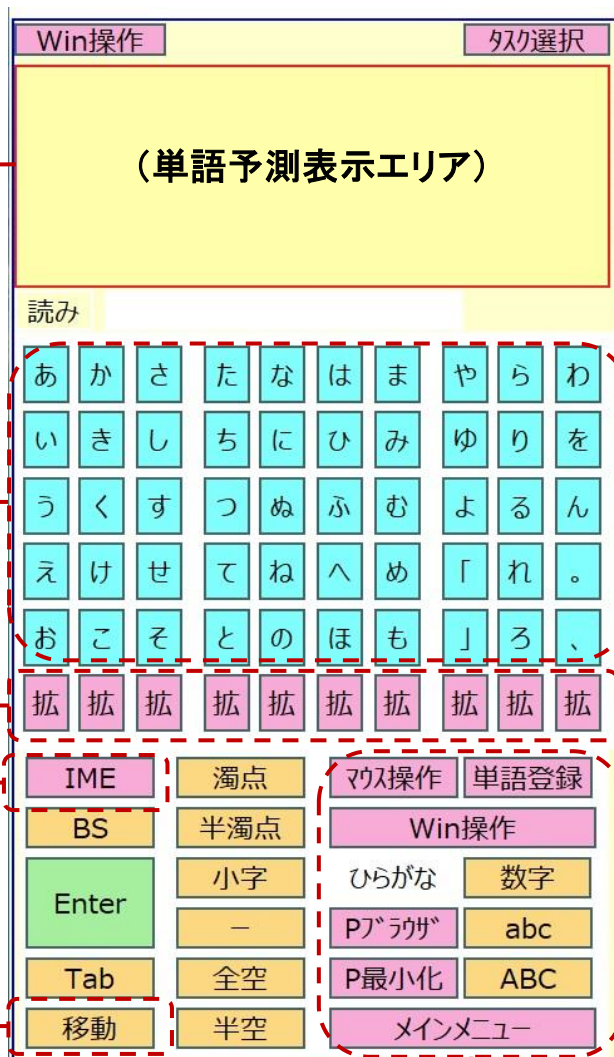 Win操作 ﾀｽｸ選択
（単語予測表示エリア）
読み
あ か さ た な は ま や ら わ
い き し ち に ひ み ゆ り を
う く す つ ぬ ふ む よ る ん
え け せ て ね へ め 「 れ 。
お こ そ と の ほ も 」 ろ 、
拡 拡 拡 拡 拡 拡 拡 拡 拡 拡
IME 濁点 ﾏｳｽ操作 単語登録
BS 半濁点 Win操作
Enter 小字 ひらがな 数字
－ Pﾌﾞﾗｳｻﾞ abc
Tab 全空 P最小化 ABC
移動 半空 メインメニュー